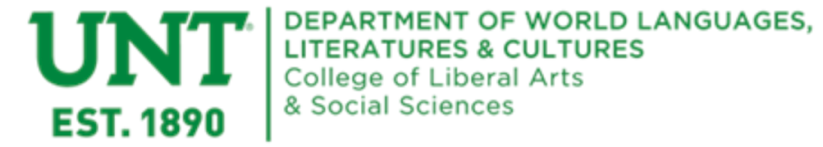 UNT®
EST. 1890
DEPARTMENT OF WORLD LANGUAGES,
LITERATURES & CULTURES
College of Liberal Arts
& Social Sciences